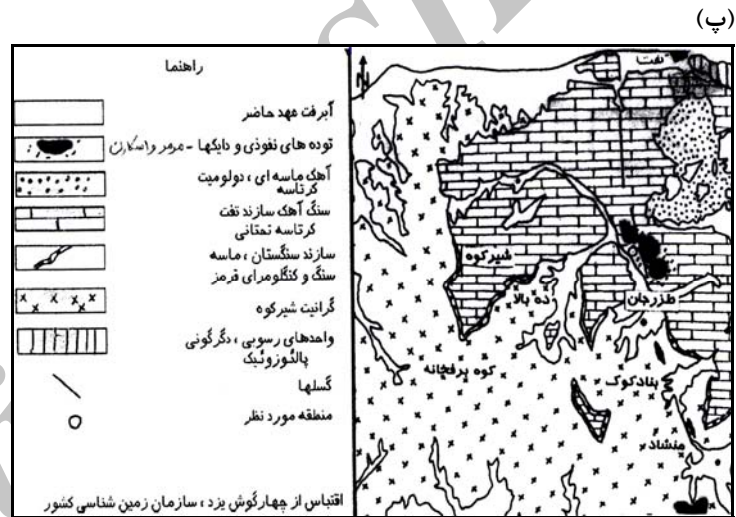 (پ)
راهنما
آبرفت عهد حاضر
توده های نفوذی و دایکها - مرمر و اسکارن
آهک ماسه ای ، دولومیت
کرتاسه
سنگ آهک سازند تفت
کرتاسه تحتانی
سازند سنگستان ، ماسه
سنگ و کنگلومرای قرمز
گرانیت شیرکوه
واحدهای رسوبی ، دگرگونی
پالئوزوئیک
گسلها
منطقه مورد نظر
اقتباس از چهارگوش یزد ، سازمان زمین شناسی کشور
N
تفت
شیرکوه
ده بالا
طزرجان
کوه برفخانه
بنادکوک
منشاد